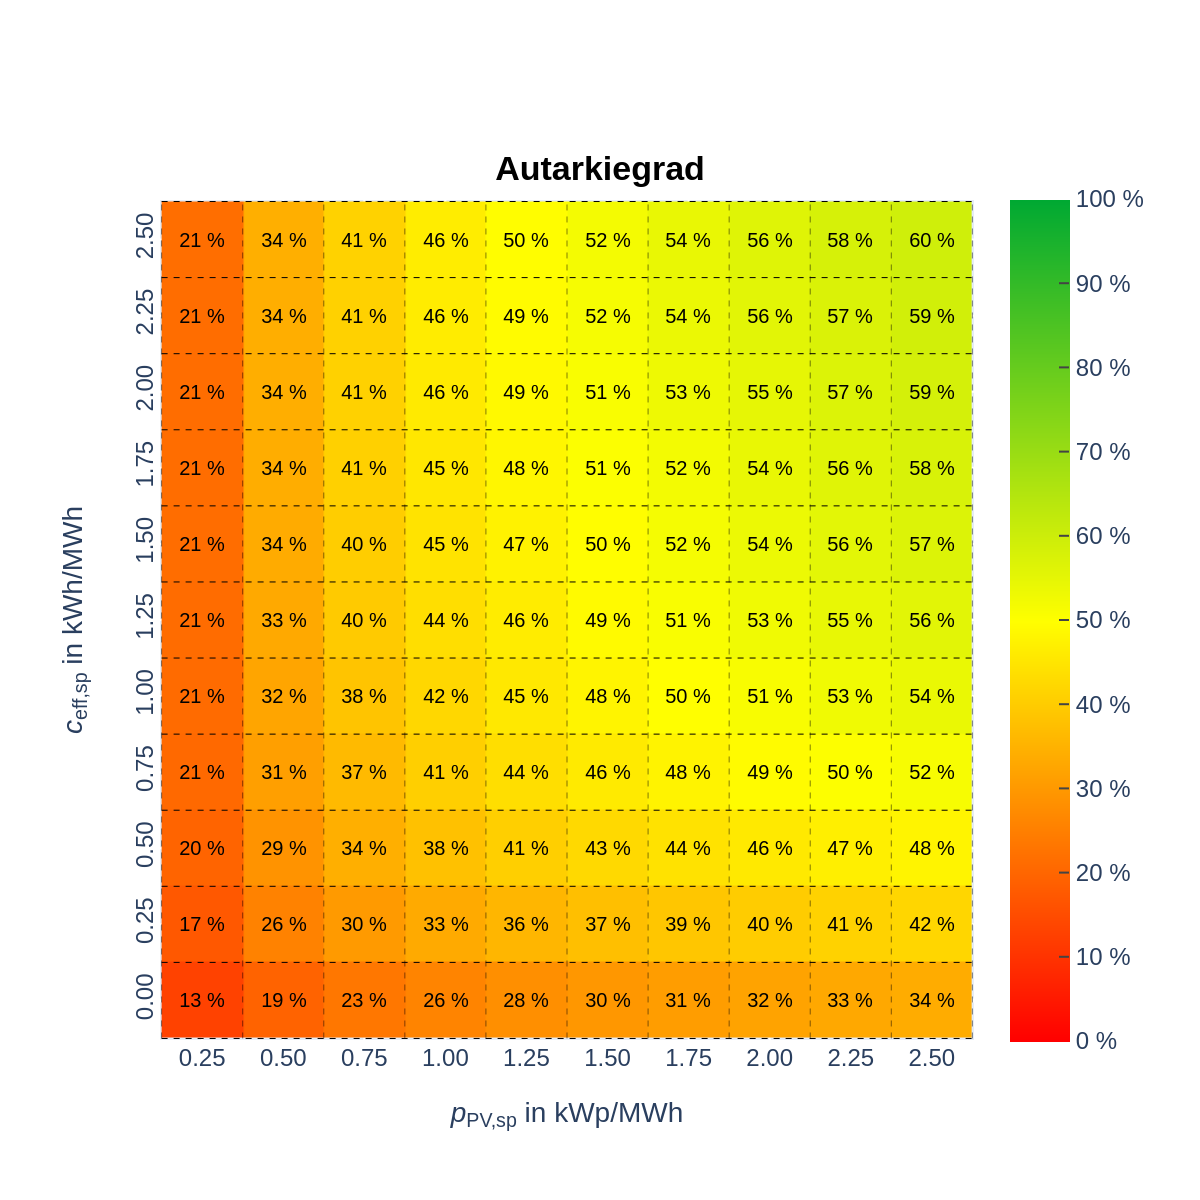 Autarkiegrad
2.50 21 % 34 % 41 % 46 % 50 % 52 % 54 % 56 % 58 % 60 %
2.25 21 % 34 % 41 % 46 % 49 % 52 % 54 % 56 % 57 % 59 %
2.00 21 % 34 % 41 % 46 % 49 % 51 % 53 % 55 % 57 % 59 %
1.75 21 % 34 % 41 % 45 % 48 % 51 % 52 % 54 % 56 % 58 %
1.50 21 % 34 % 40 % 45 % 47 % 50 % 52 % 54 % 56 % 57 %
1.25 21 % 33 % 40 % 44 % 46 % 49 % 51 % 53 % 55 % 56 %
1.00 21 % 32 % 38 % 42 % 45 % 48 % 50 % 51 % 53 % 54 %
0.75 21 % 31 % 37 % 41 % 44 % 46 % 48 % 49 % 50 % 52 %
0.50 20 % 29 % 34 % 38 % 41 % 43 % 44 % 46 % 47 % 48 %
0.25 17 % 26 % 30 % 33 % 36 % 37 % 39 % 40 % 41 % 42 %
0.00 13 % 19 % 23 % 26 % 28 % 30 % 31 % 32 % 33 % 34 %
0.25 0.50 0.75 1.00 1.25 1.50 1.75 2.00 2.25 2.50
pPV,sp in kWp/MWh
ceff,sp in kWh/MWh
100 %
90 %
80 %
70 %
60 %
50 %
40 %
30 %
20 %
10 %
0 %